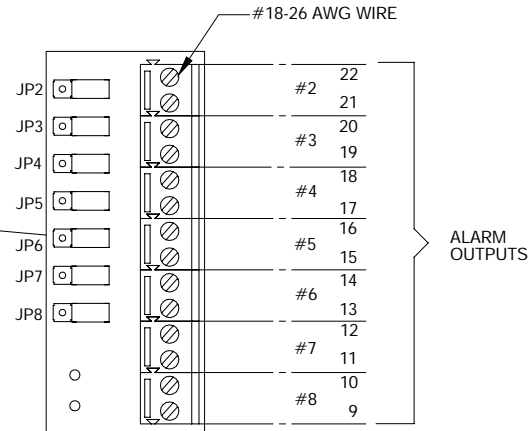 #18-26 AWG WIRE
JP2
JP3
JP4
JP5
JP6
JP7
JP8
#2 22
21
#3 20
19
#4 18
17
#5 16
15
#6 14
13
#7 12
11
#8 10
9
ALARM
OUTPUTS